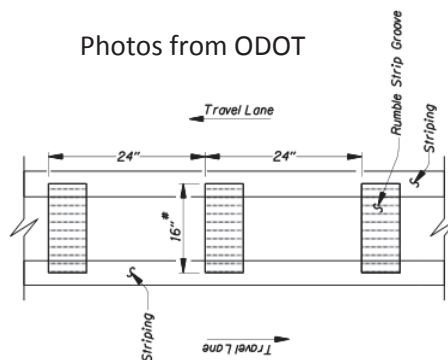 Photos from ODOT
Travel Lane
24"
24"
Rumble Strip Groove
Striping
16"#
Striping
Travel Lane